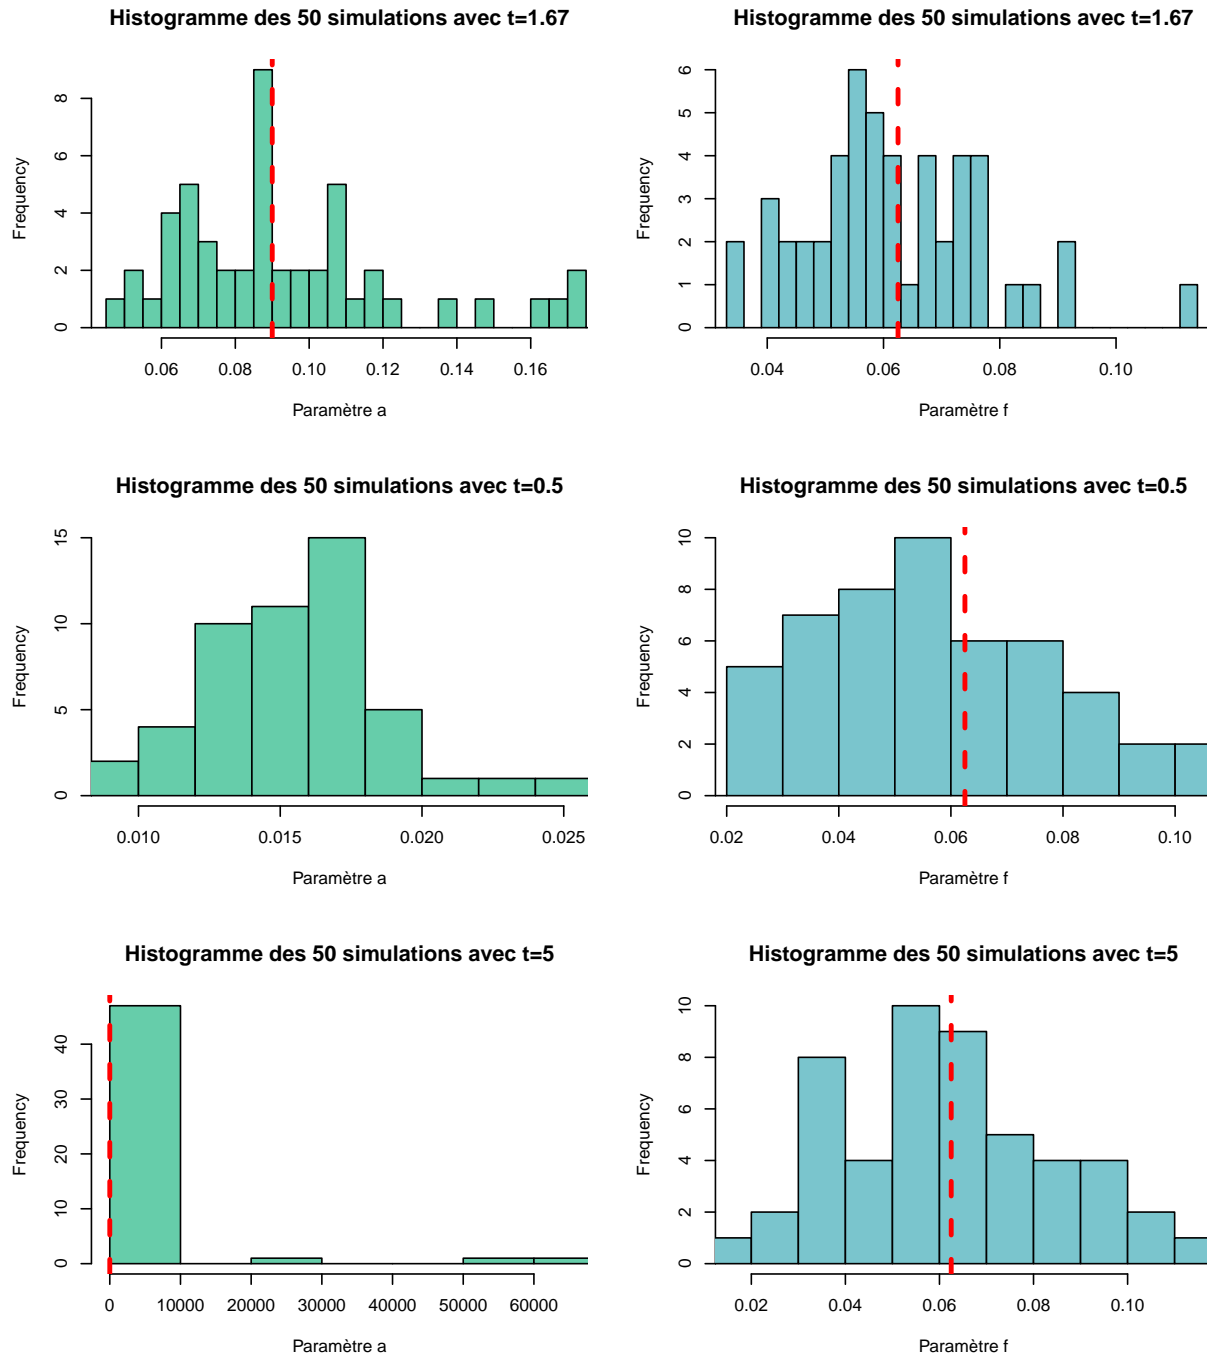 Histogramme des 50 simulations avec t=1.67
Frequency
0 2 4 6 8
0.06 0.08 0.10 0.12 0.14 0.16
Paramètre a
Histogramme des 50 simulations avec t=1.67
Frequency
0 1 2 3 4 5 6
0.04 0.06 0.08 0.10
Paramètre f
Histogramme des 50 simulations avec t=0.5
Frequency
0 5 10 15
0.010 0.015 0.020 0.025
Paramètre a
Histogramme des 50 simulations avec t=0.5
Frequency
0 2 4 6 8 10
0.02 0.04 0.06 0.08 0.10
Paramètre f
Histogramme des 50 simulations avec t=5
Frequency
0 10 20 30 40
0 10000 20000 30000 40000 50000 60000
Paramètre a
Histogramme des 50 simulations avec t=5
Frequency
0 2 4 6 8 10
0.02 0.04 0.06 0.08 0.10
Paramètre f